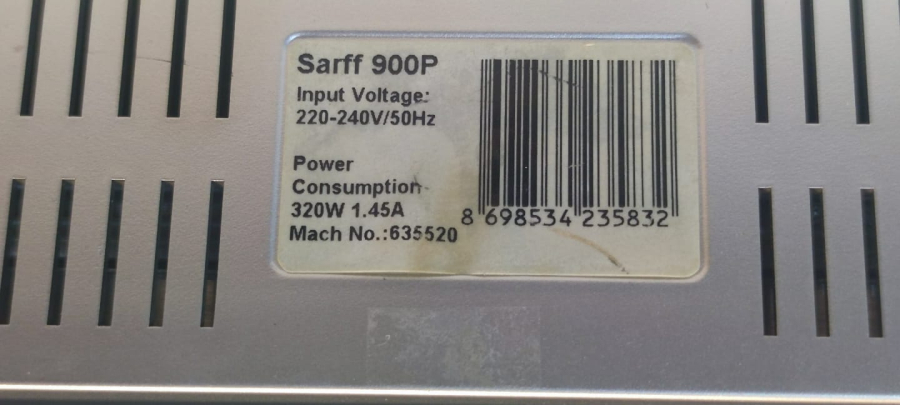 Sarff 900P
Input Voltage:
220-240V/50Hz
Power
Consumption
320W 1.45A
Mach No.:635520
8 698534 235832